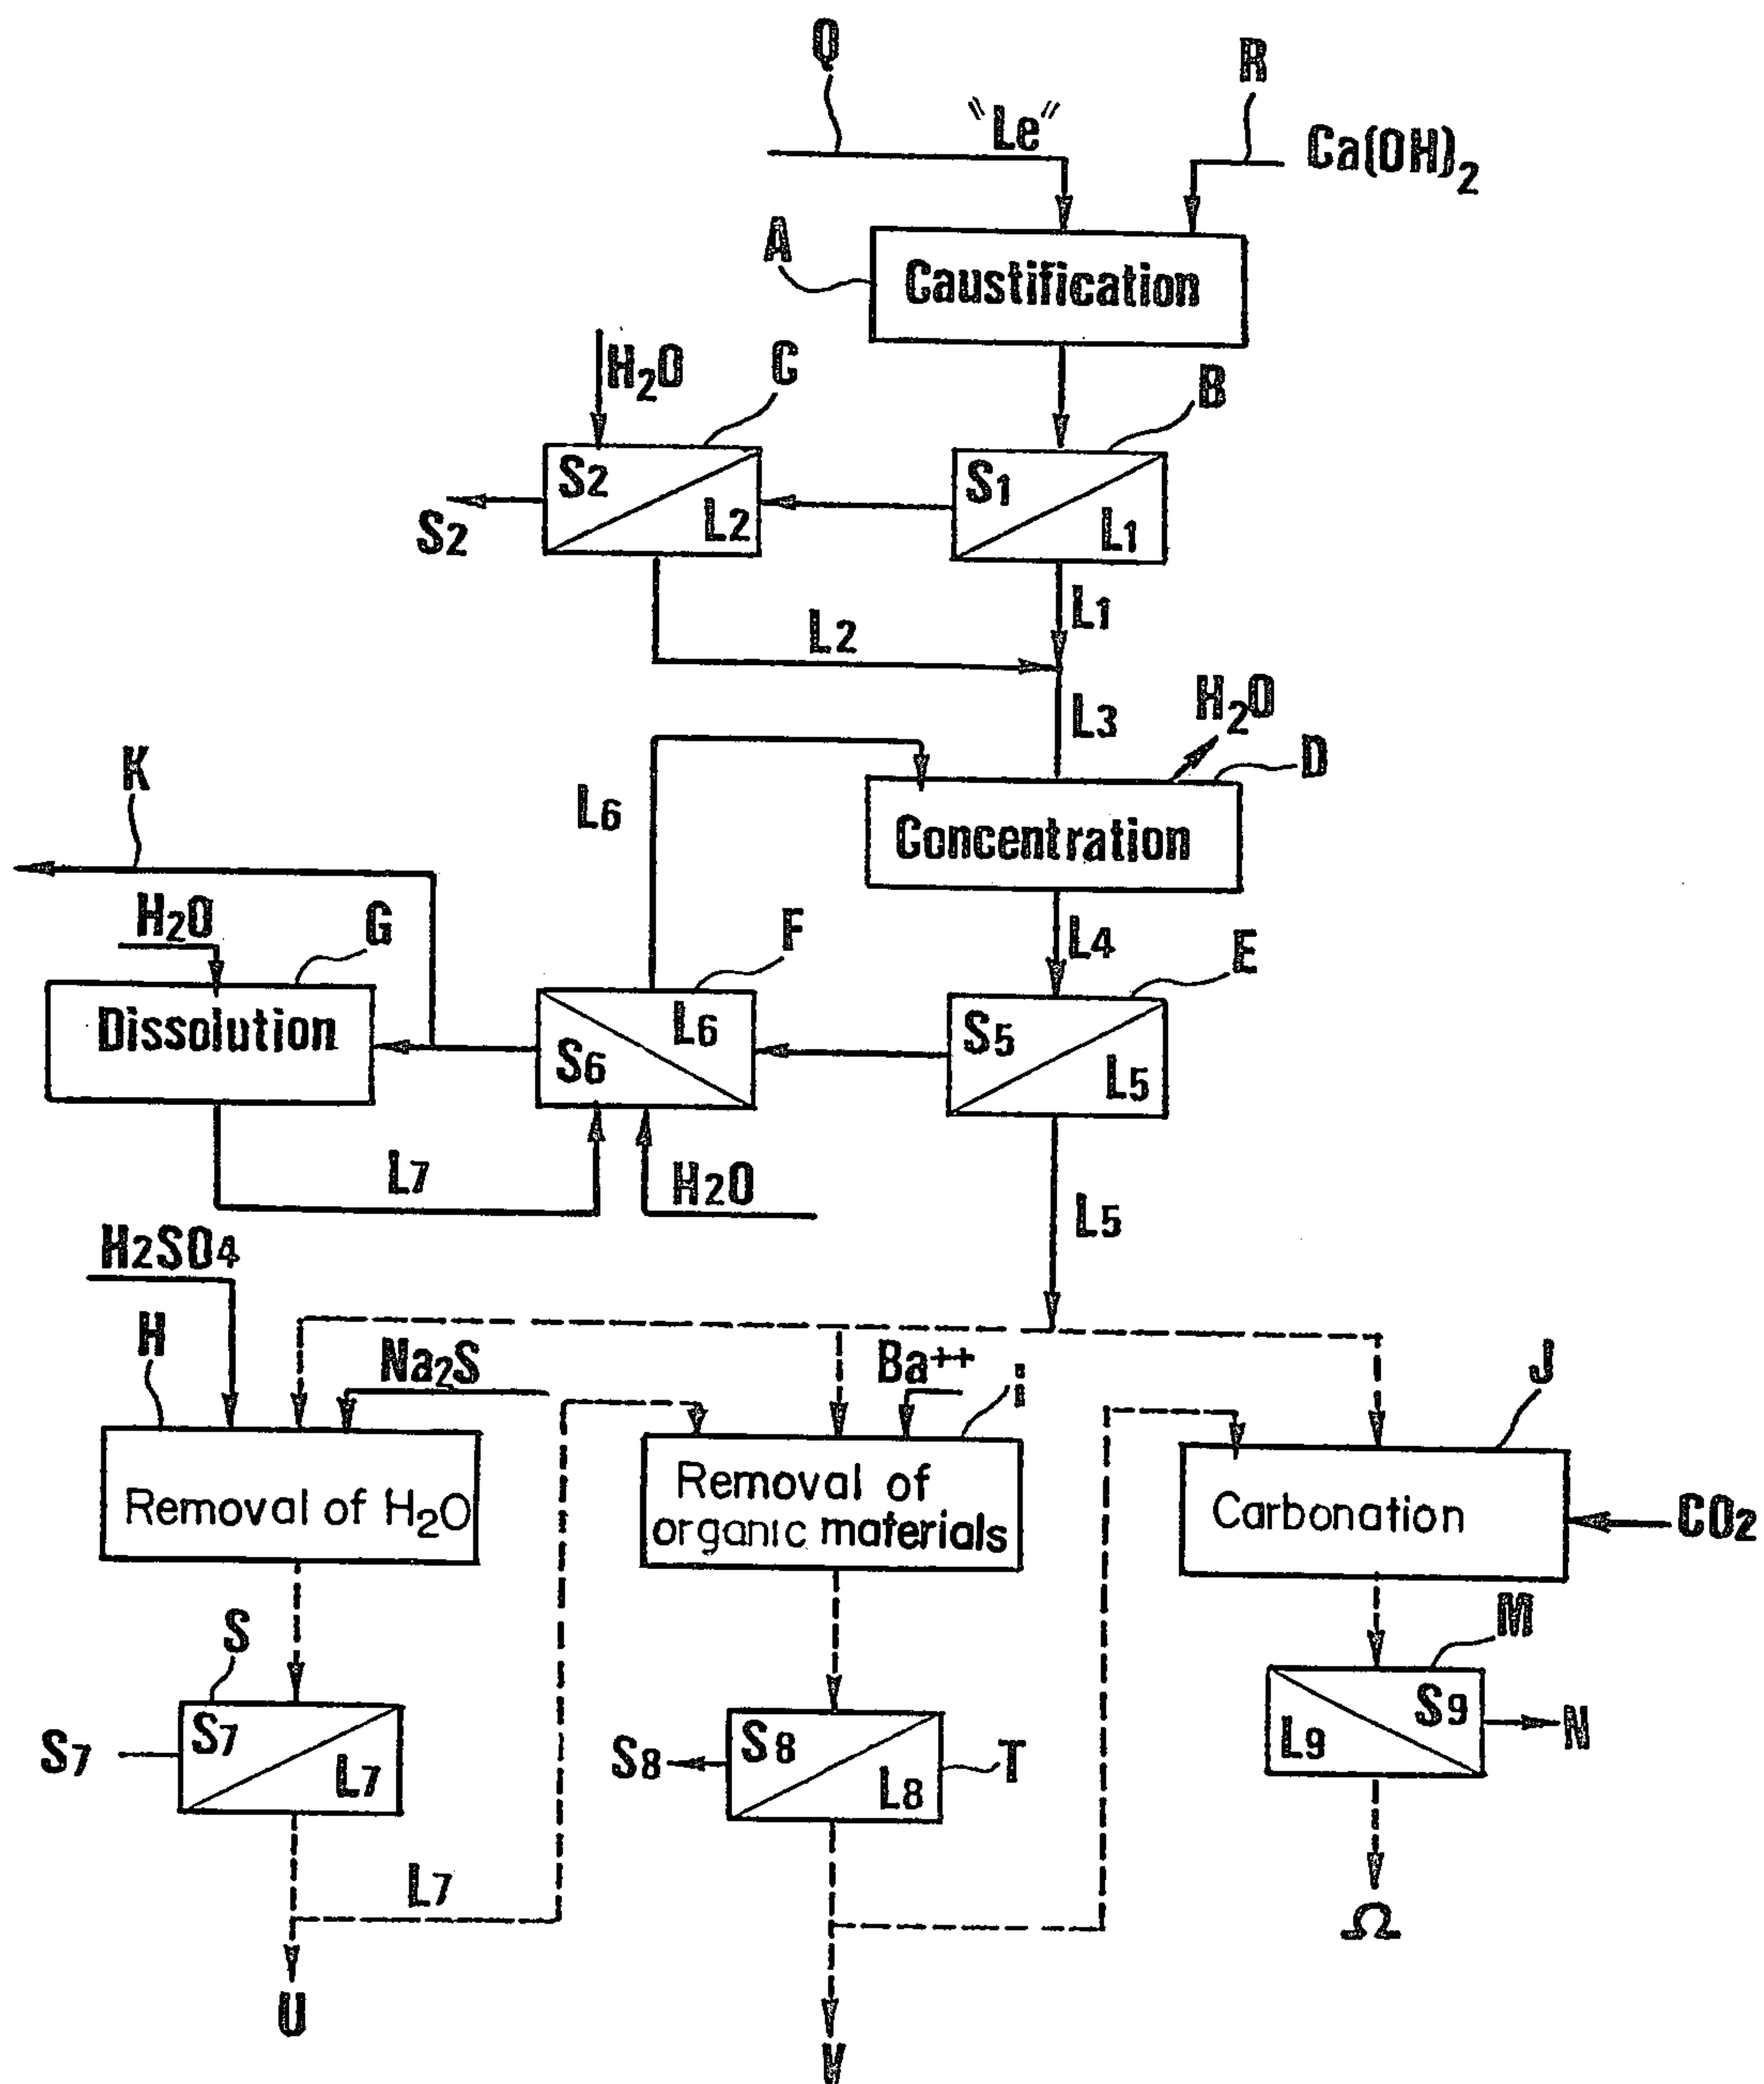 Q
R
"Le"
Ca(OH)2
A
Caustification
H2O
C
B
S2
L2
S2
S1
L1
L1
L2
L3
H2O
D
K
L6
Concentration
H2O
G
F
L4
E
Dissolution
L6
S6
S5
L5
L7
H2O
L5
H2SO4
H
Na2S
Ba++
i
J
Removal of H2O
Removal of
organic materials
Carbonation
CO2
S
M
S7
S7
L7
S8
S8
L8
T
L9
S9
N
L7
Ω
U
V